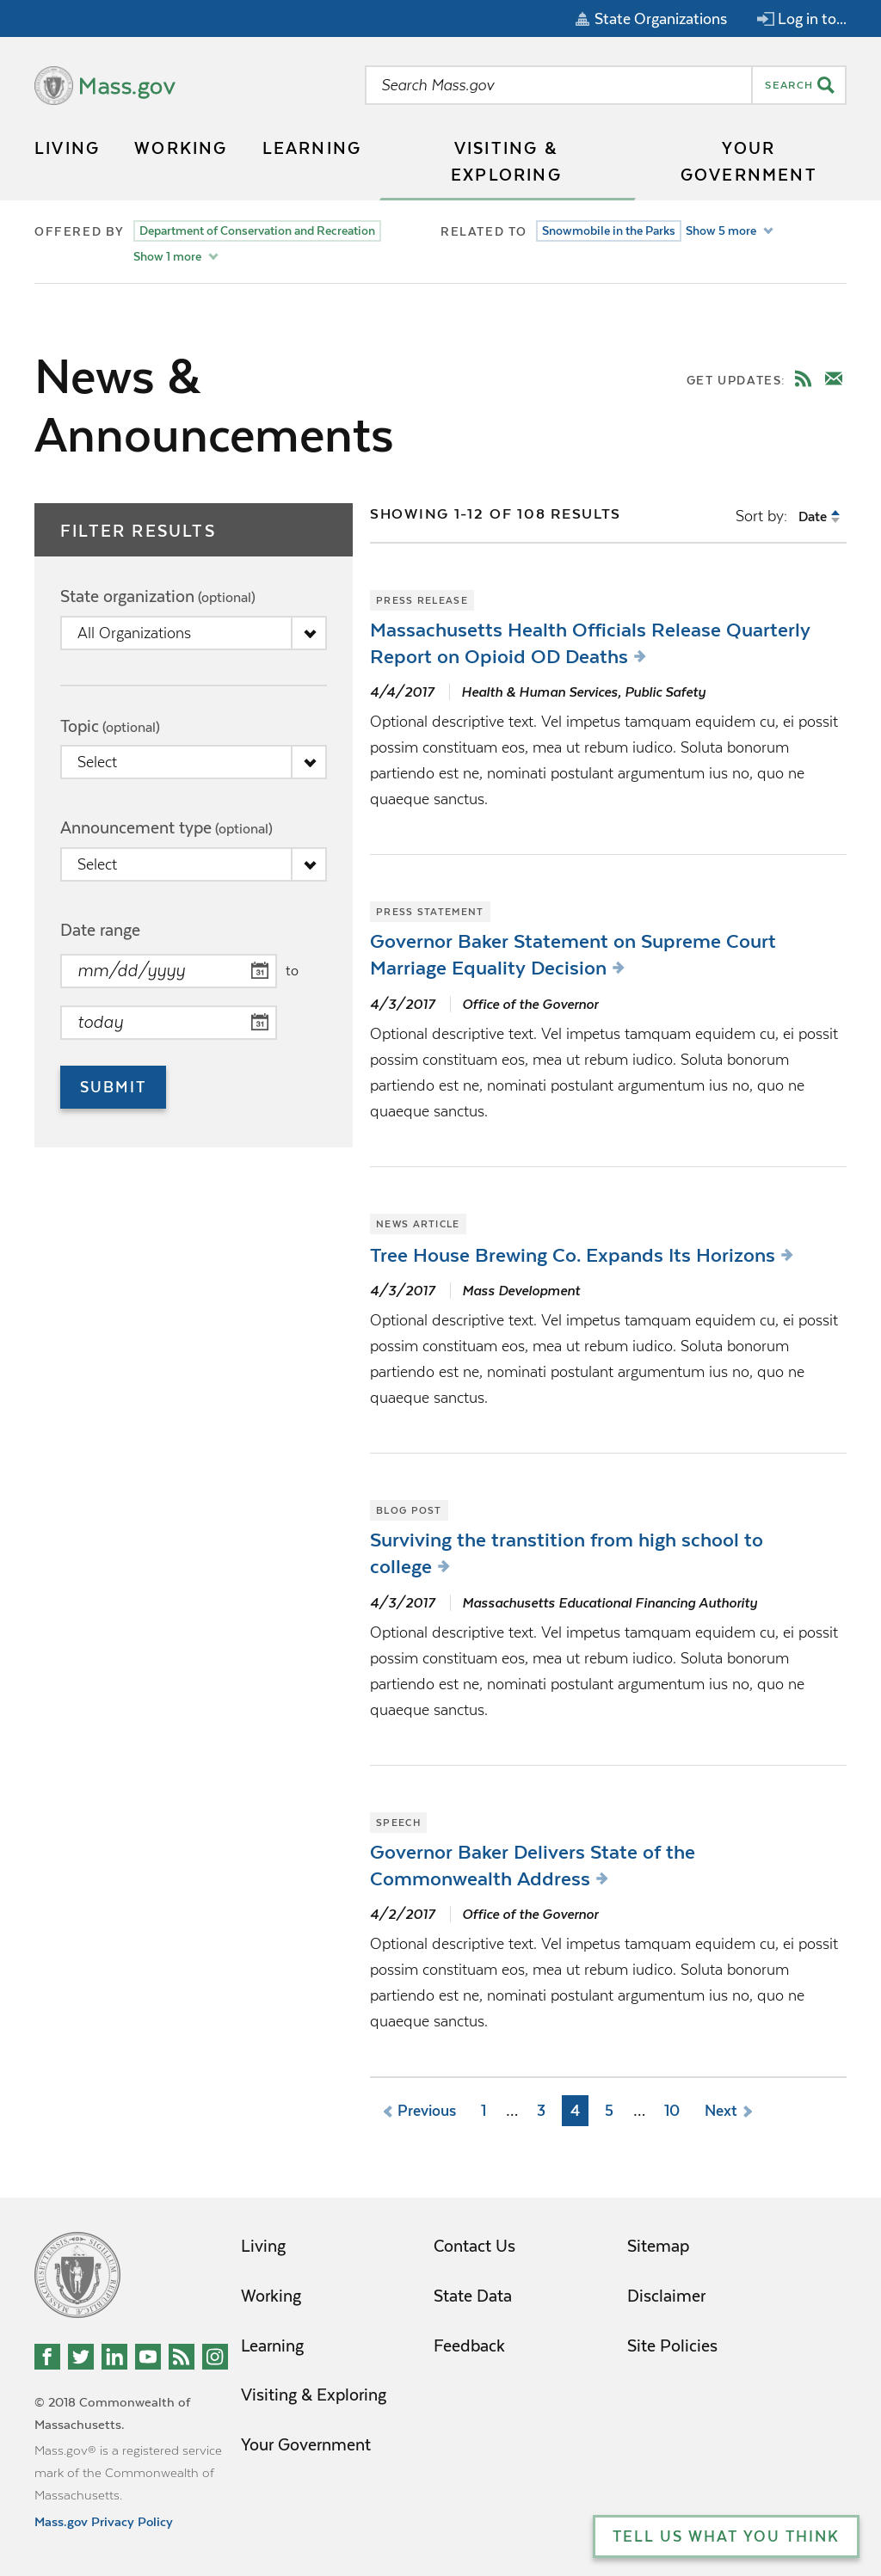 State Organizations
Log in to...
Mass.gov
Search Mass.gov
SEARCH
LIVING
WORKING
LEARNING
VISITING &
EXPLORING
YOUR
GOVERNMENT
OFFERED BY
Department of Conservation and Recreation
Show 1 more
RELATED TO
Snowmobile in the Parks
Show 5 more
News &
Announcements
GET UPDATES:
FILTER RESULTS
State organization (optional)
All Organizations
Topic (optional)
Select
Announcement type (optional)
Select
Date range
mm/dd/yyyy
31
to
today
31
SUBMIT
SHOWING 1-12 OF 108 RESULTS
Sort by: Date
PRESS RELEASE
Massachusetts Health Officials Release Quarterly
Report on Opioid OD Deaths
4/4/2017 Health & Human Services, Public Safety
Optional descriptive text. Vel impetus tamquam equidem cu, ei possit
possim constituam eos, mea ut rebum iudico. Soluta bonorum
partiendo est ne, nominati postulant argumentum ius no, quo ne
quaeque sanctus.
PRESS STATEMENT
Governor Baker Statement on Supreme Court
Marriage Equality Decision
4/3/2017 Office of the Governor
Optional descriptive text. Vel impetus tamquam equidem cu, ei possit
possim constituam eos, mea ut rebum iudico. Soluta bonorum
partiendo est ne, nominati postulant argumentum ius no, quo ne
quaeque sanctus.
NEWS ARTICLE
Tree House Brewing Co. Expands Its Horizons
4/3/2017 Mass Development
Optional descriptive text. Vel impetus tamquam equidem cu, ei possit
possim constituam eos, mea ut rebum iudico. Soluta bonorum
partiendo est ne, nominati postulant argumentum ius no, quo ne
quaeque sanctus.
BLOG POST
Surviving the transtition from high school to
college
4/3/2017 Massachusetts Educational Financing Authority
Optional descriptive text. Vel impetus tamquam equidem cu, ei possit
possim constituam eos, mea ut rebum iudico. Soluta bonorum
partiendo est ne, nominati postulant argumentum ius no, quo ne
quaeque sanctus.
SPEECH
Governor Baker Delivers State of the
Commonwealth Address
4/2/2017 Office of the Governor
Optional descriptive text. Vel impetus tamquam equidem cu, ei possit
possim constituam eos, mea ut rebum iudico. Soluta bonorum
partiendo est ne, nominati postulant argumentum ius no, quo ne
quaeque sanctus.
Previous 1 ... 3 4 5 ... 10 Next
Living
Working
Learning
Visiting & Exploring
Your Government
Contact Us
State Data
Feedback
Sitemap
Disclaimer
Site Policies
© 2018 Commonwealth of
Massachusetts.
Mass.gov® is a registered service
mark of the Commonwealth of
Massachusetts.
Mass.gov Privacy Policy
TELL US WHAT YOU THINK